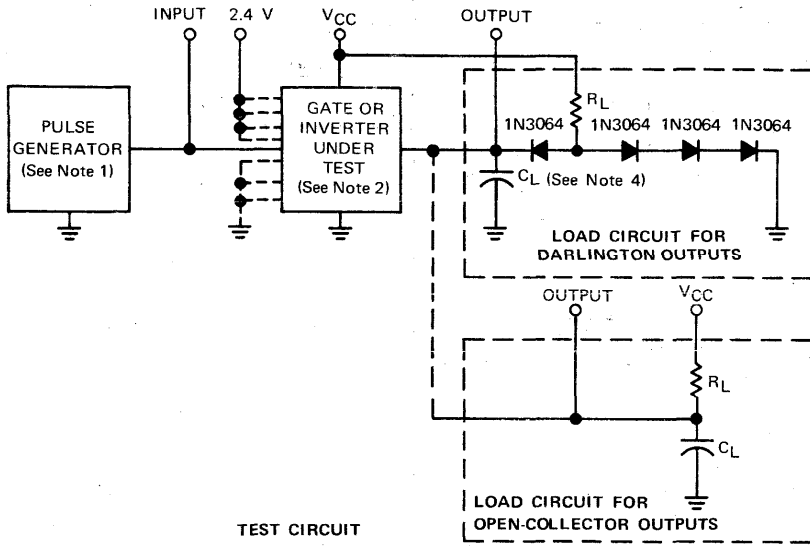 INPUT
2.4 V
VCC
OUTPUT
PULSE
GENERATOR
(See Note 1)
GATE OR
INVERTER
UNDER
TEST
(See Note 2)
RL
1N3064
1N3064
1N3064
1N3064
CL (See Note 4)
LOAD CIRCUIT FOR
DARLINGTON OUTPUTS
OUTPUT
VCC
RL
CL
LOAD CIRCUIT FOR
OPEN-COLLECTOR OUTPUTS
TEST CIRCUIT